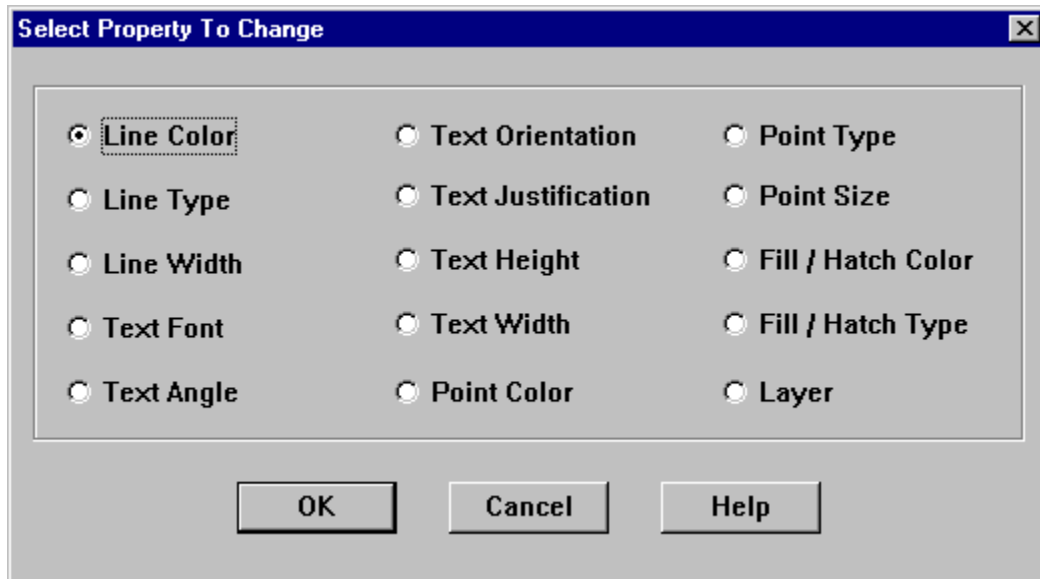 Select Property To Change
Line Color
Line Type
Line Width
Text Font
Text Angle
Text Orientation
Text Justification
Text Height
Text Width
Point Color
Point Type
Point Size
Fill / Hatch Color
Fill / Hatch Type
Layer
OK
Cancel
Help